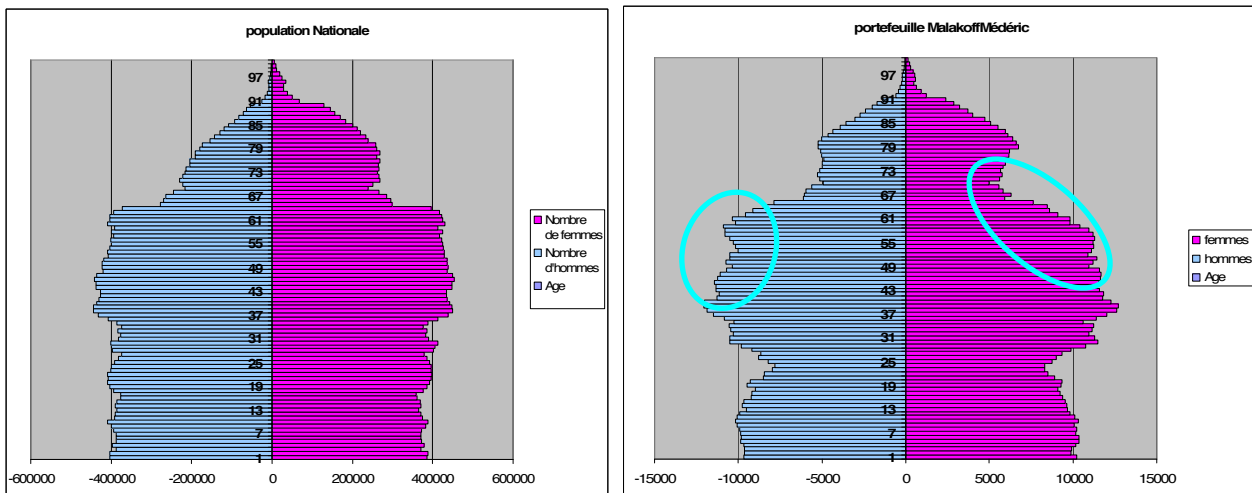 population Nationale
97
91
85
79
73
67
61
55
49
43
37
31
25
19
13
7
1
-600000 -400000 -200000 0 200000 400000 600000
Nombre
de femmes
Nombre
d'hommes
Age
portefeuille MalakoffMédéric
97
91
85
79
73
67
61
55
49
43
37
31
25
19
13
7
1
-15000 -10000 -5000 0 5000 10000 15000
femmes
hommes
Age